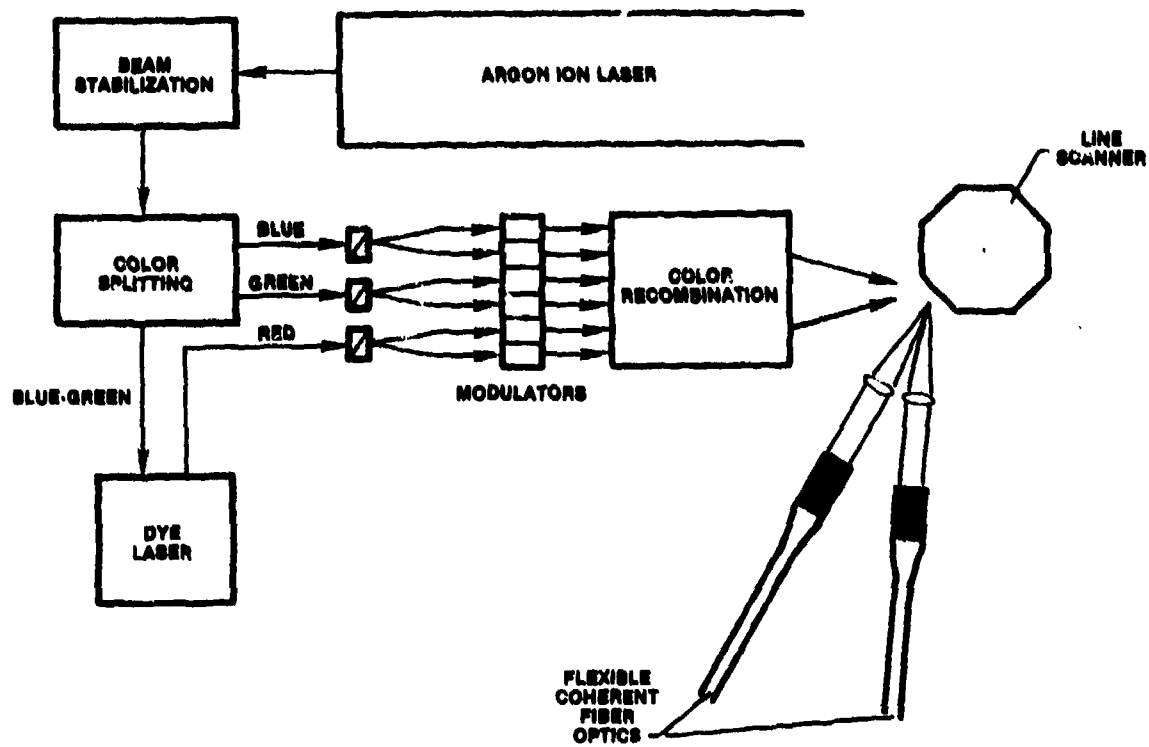 BEAM
STABILIZATION
ARGON ION LASER
LINE
SCANNER
COLOR
SPLITTING
BLUE
GREEN
RED
BLUE-GREEN
MODULATORS
COLOR
RECOMBINATION
DYE
LASER
FLEXIBLE
COHERENT
FIBER
OPTICS